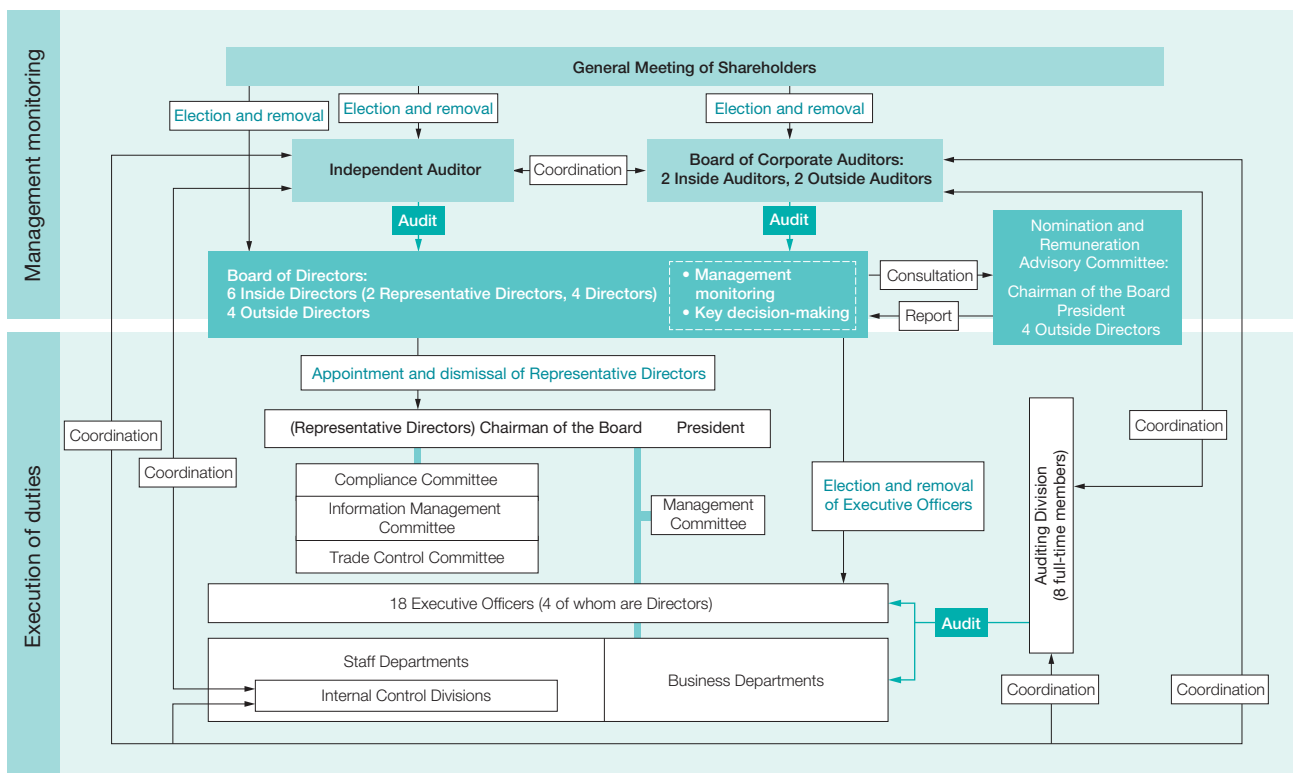 Management monitoring
General Meeting of Shareholders
Election and removal
Election and removal
Election and removal
Independent Auditor
Coordination
Board of Corporate Auditors:
2 Inside Auditors, 2 Outside Auditors
Audit
Audit
Board of Directors:
6 Inside Directors (2 Representative Directors, 4 Directors)
4 Outside Directors
• Management
monitoring
• Key decision-making
Consultation
Report
Nomination and
Remuneration
Advisory Committee:
Chairman of the Board
President
4 Outside Directors
Execution of duties
Appointment and dismissal of Representative Directors
(Representative Directors) Chairman of the Board President
Coordination
Coordination
Coordination
Compliance Committee
Information Management
Committee
Trade Control Committee
Management
Committee
Election and removal
of Executive Officers
Auditing Division
(8 full-time members)
18 Executive Officers (4 of whom are Directors)
Audit
Staff Departments
Internal Control Divisions
Business Departments
Coordination
Coordination